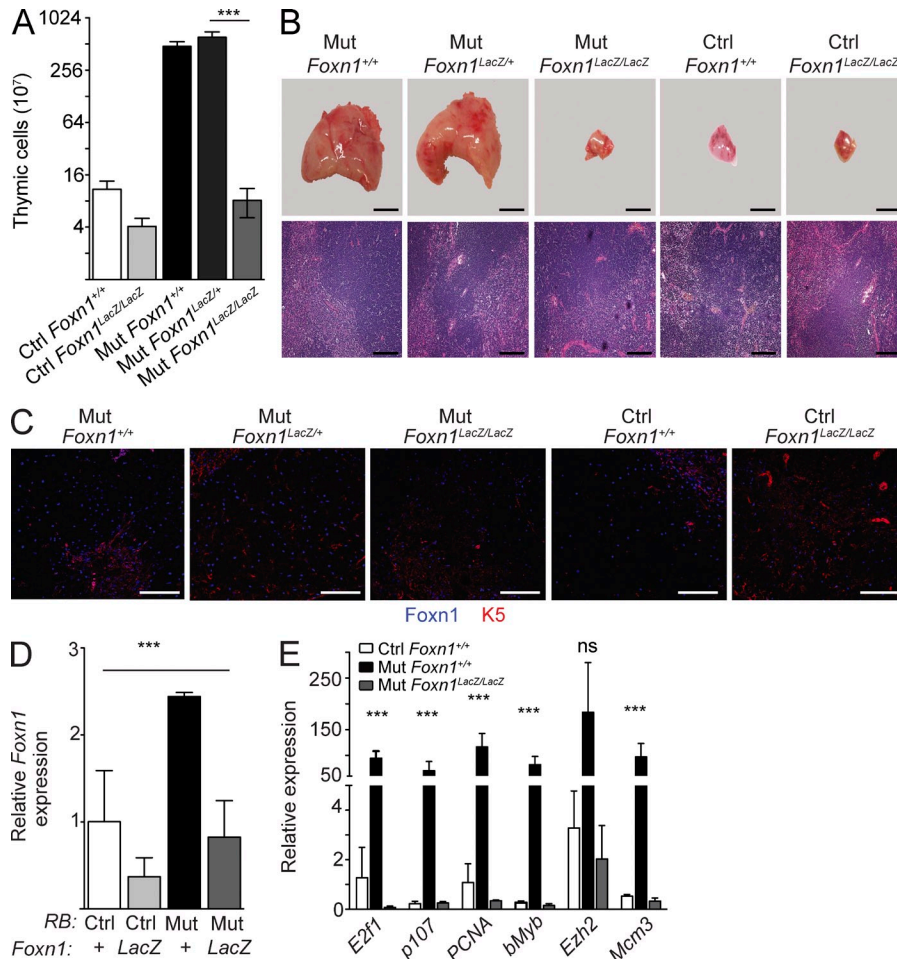 A
1024
256
64
16
4
Thymic cells (10⁷)
***
Ctrl Foxn1+/+
Ctrl Foxn1LacZ/LacZ
Mut Foxn1+/+
Mut Foxn1LacZ/+
Mut Foxn1LacZ/LacZ
B
Mut Foxn1+/+
Mut Foxn1LacZ/+
Mut Foxn1LacZ/LacZ
Ctrl Foxn1+/+
Ctrl Foxn1LacZ/LacZ
C
Mut Foxn1+/+
Mut Foxn1LacZ/+
Mut Foxn1LacZ/LacZ
Ctrl Foxn1+/+
Ctrl Foxn1LacZ/LacZ
Foxn1 K5
D
Relative Foxn1
expression
3
2
1
***
RB: Ctrl Ctrl Mut Mut
Foxn1: + LacZ + LacZ
E
Ctrl Foxn1+/+
Mut Foxn1+/+
Mut Foxn1LacZ/LacZ
Relative expression
250
150
50
4
2
0
*** *** *** *** ns ***
E2f1 p107 PCNA bMyb Ezh2 Mcm3